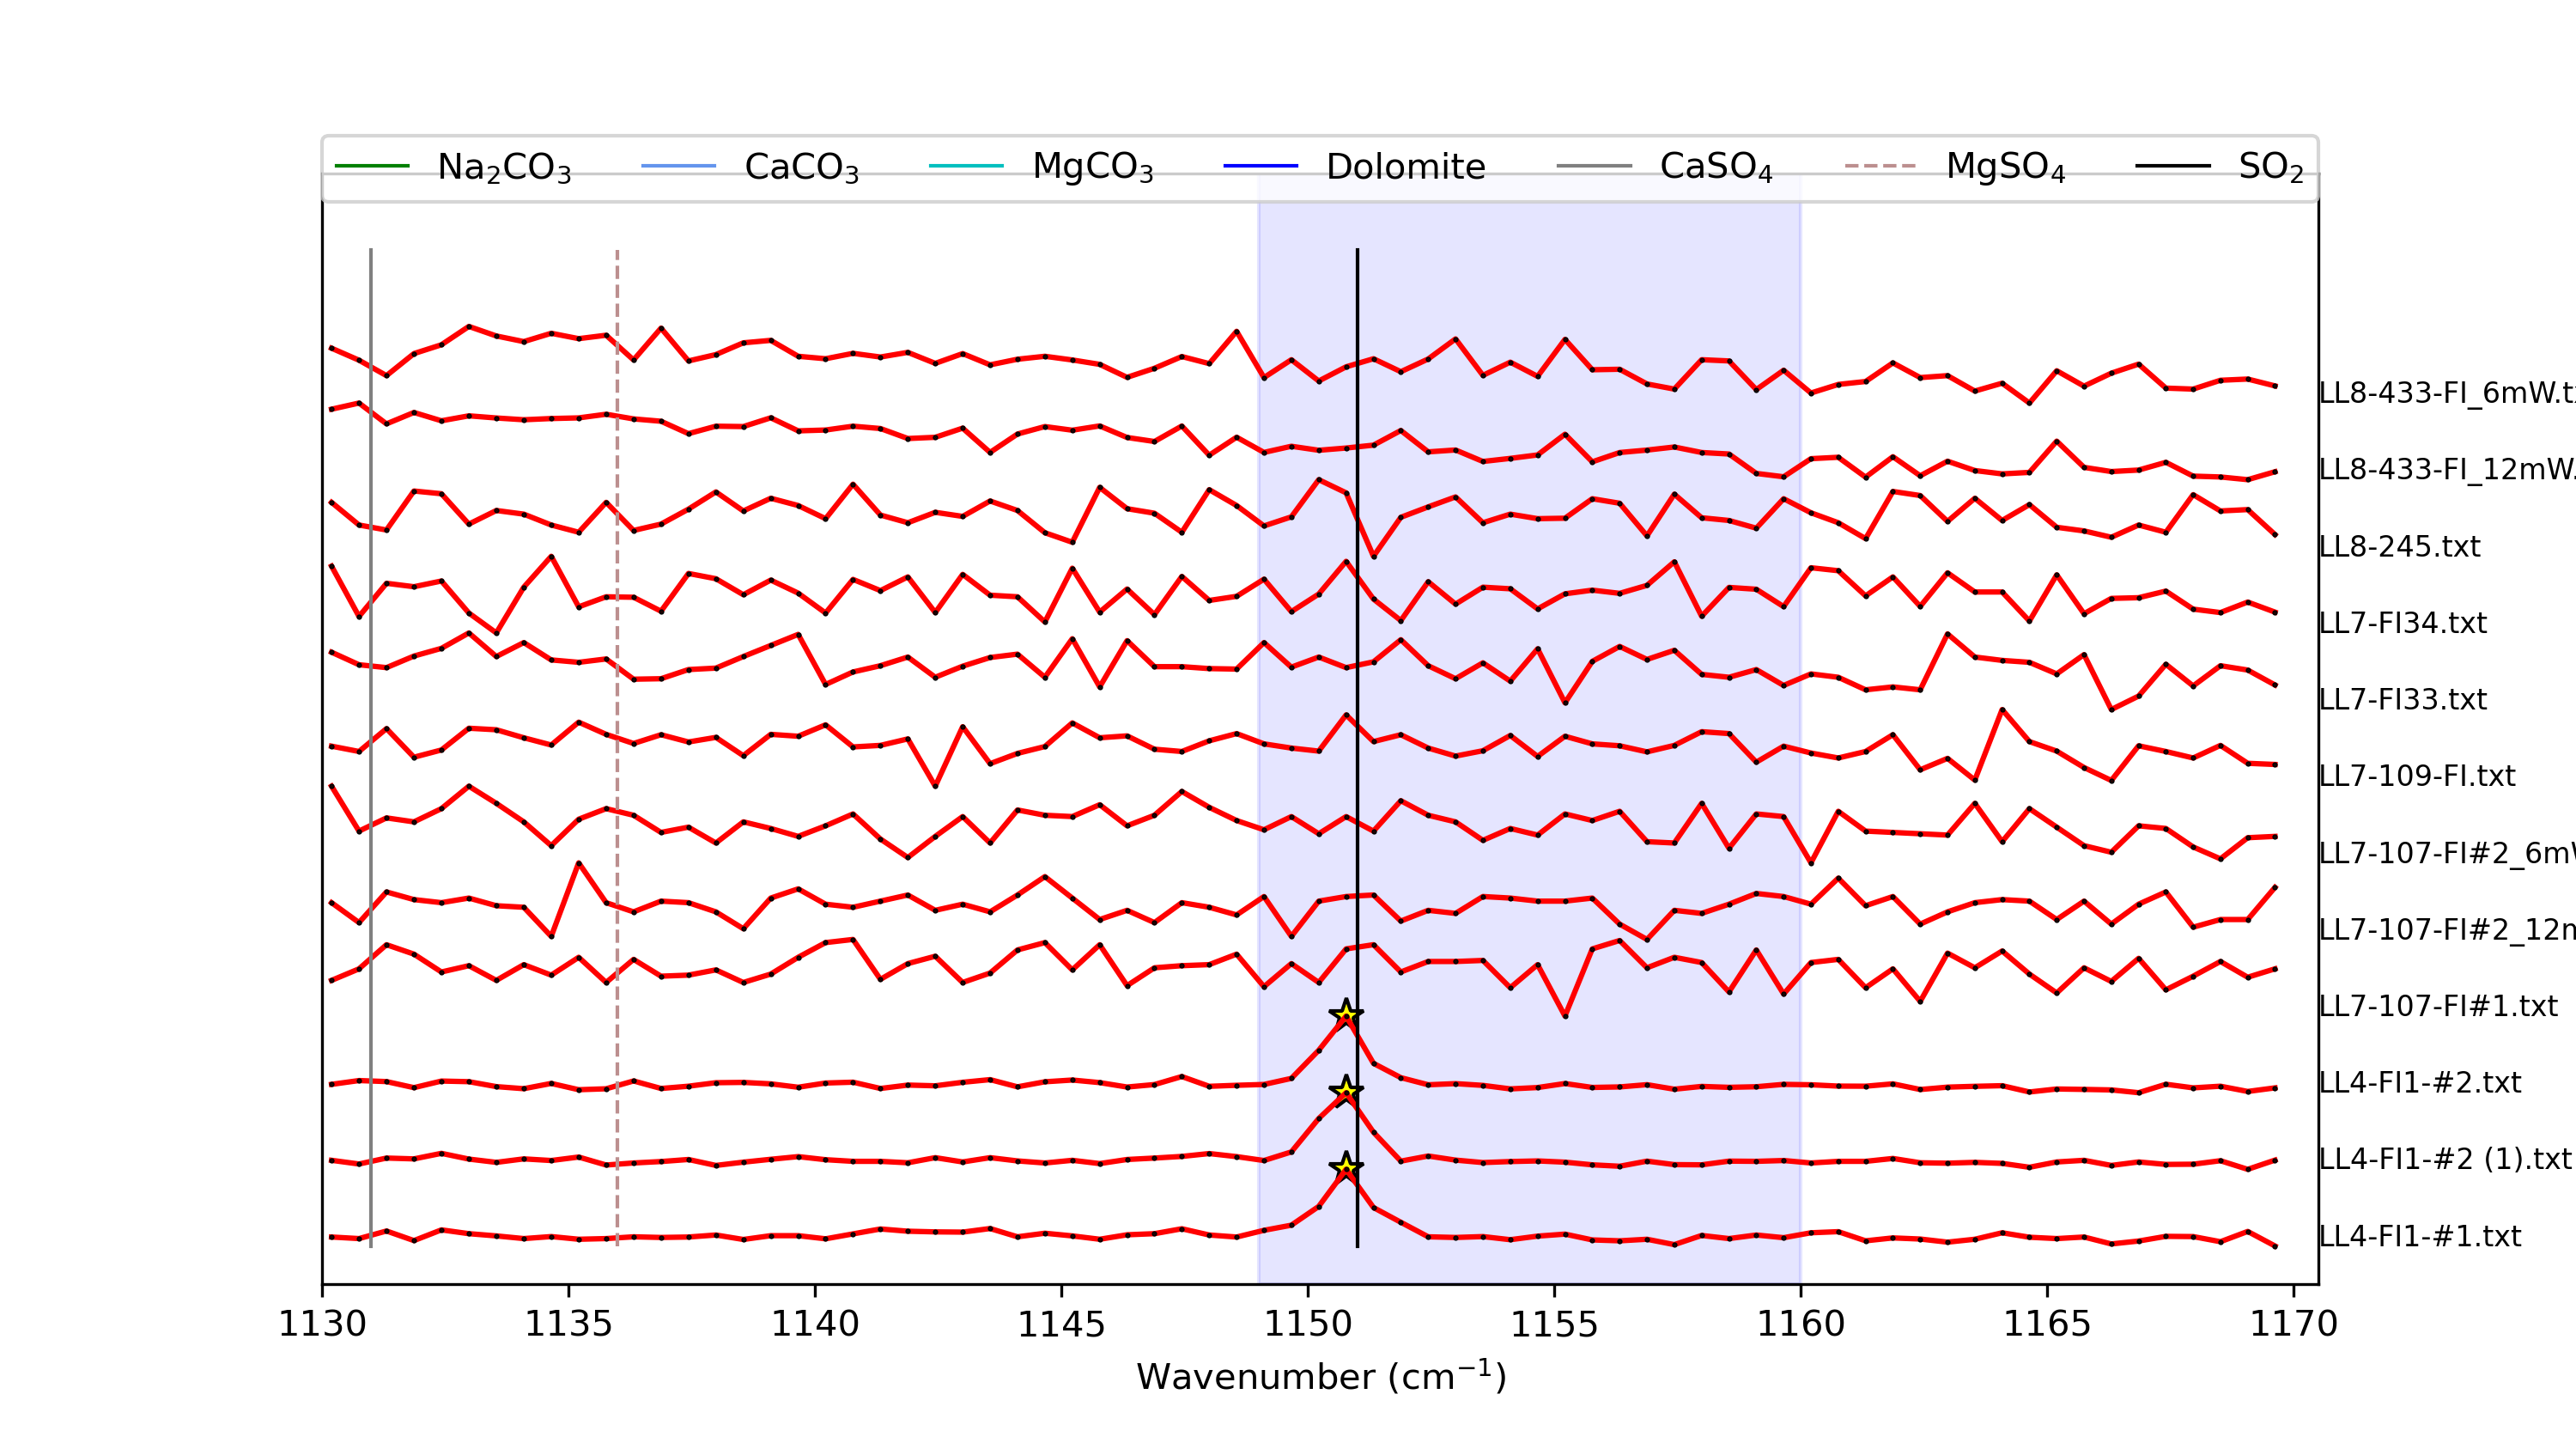 Na₂CO₃ CaCO₃ MgCO₃ Dolomite CaSO₄ MgSO₄ SO₂
LL8-433-FI_6mW.t
LL8-433-FI_12mW.
LL8-245.txt
LL7-FI34.txt
LL7-FI33.txt
LL7-109-FI.txt
LL7-107-FI#2_6m
LL7-107-FI#2_12m
LL7-107-FI#1.txt
LL4-FI1-#2.txt
LL4-FI1-#2 (1).txt
LL4-FI1-#1.txt
1130 1135 1140 1145 1150 1155 1160 1165 1170
Wavenumber (cm⁻¹)